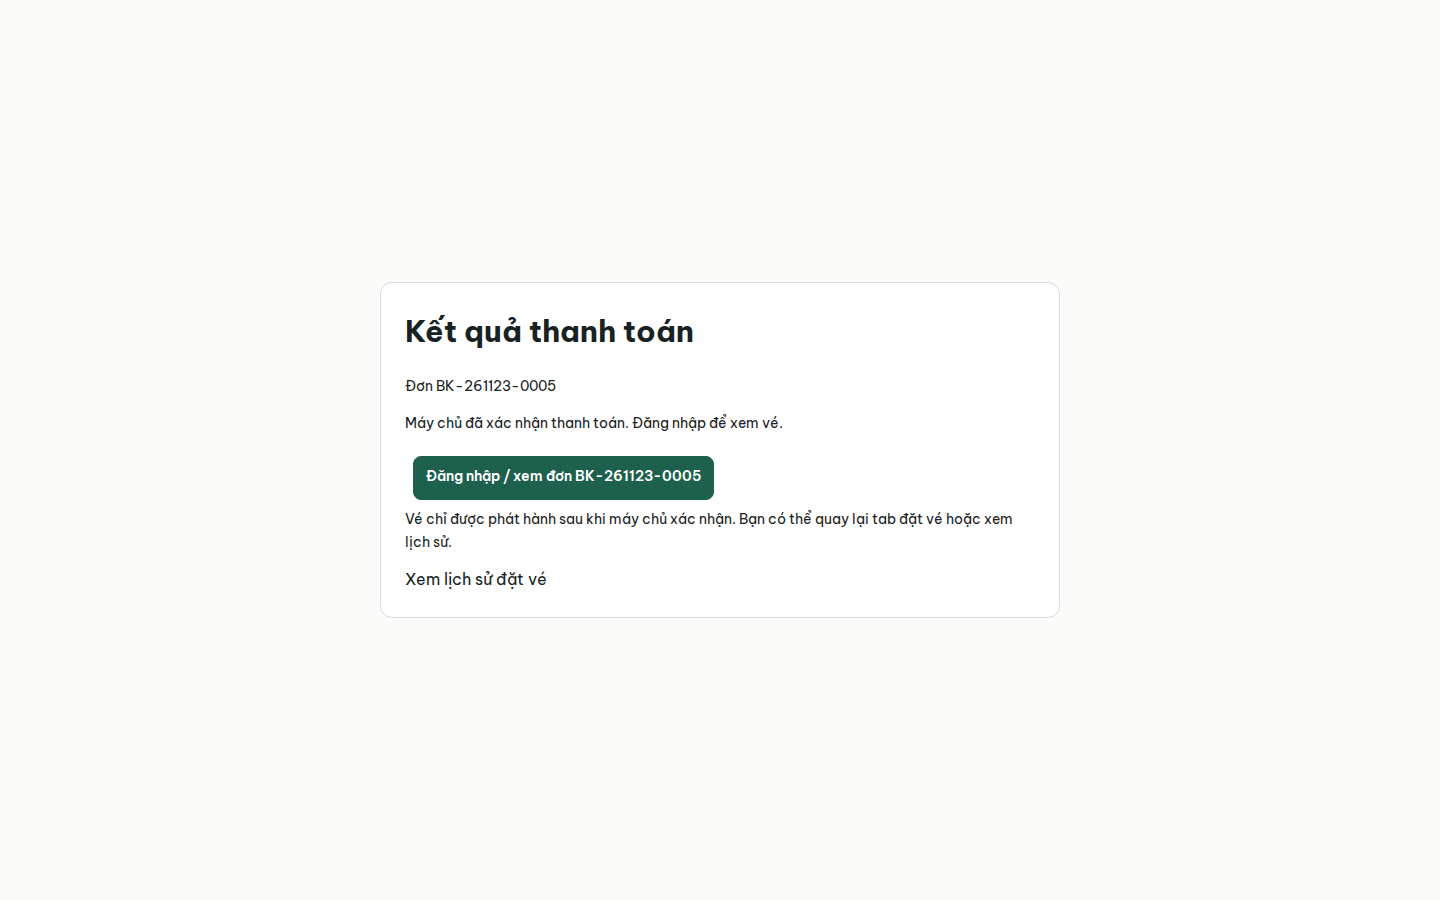 Kết quả thanh toán
Đơn BK-261123-0005
Máy chủ đã xác nhận thanh toán. Đăng nhập để xem vé.
Đăng nhập / xem đơn BK-261123-0005
Vé chỉ được phát hành sau khi máy chủ xác nhận. Bạn có thể quay lại tab đặt vé hoặc xem
lịch sử.
Xem lịch sử đặt vé